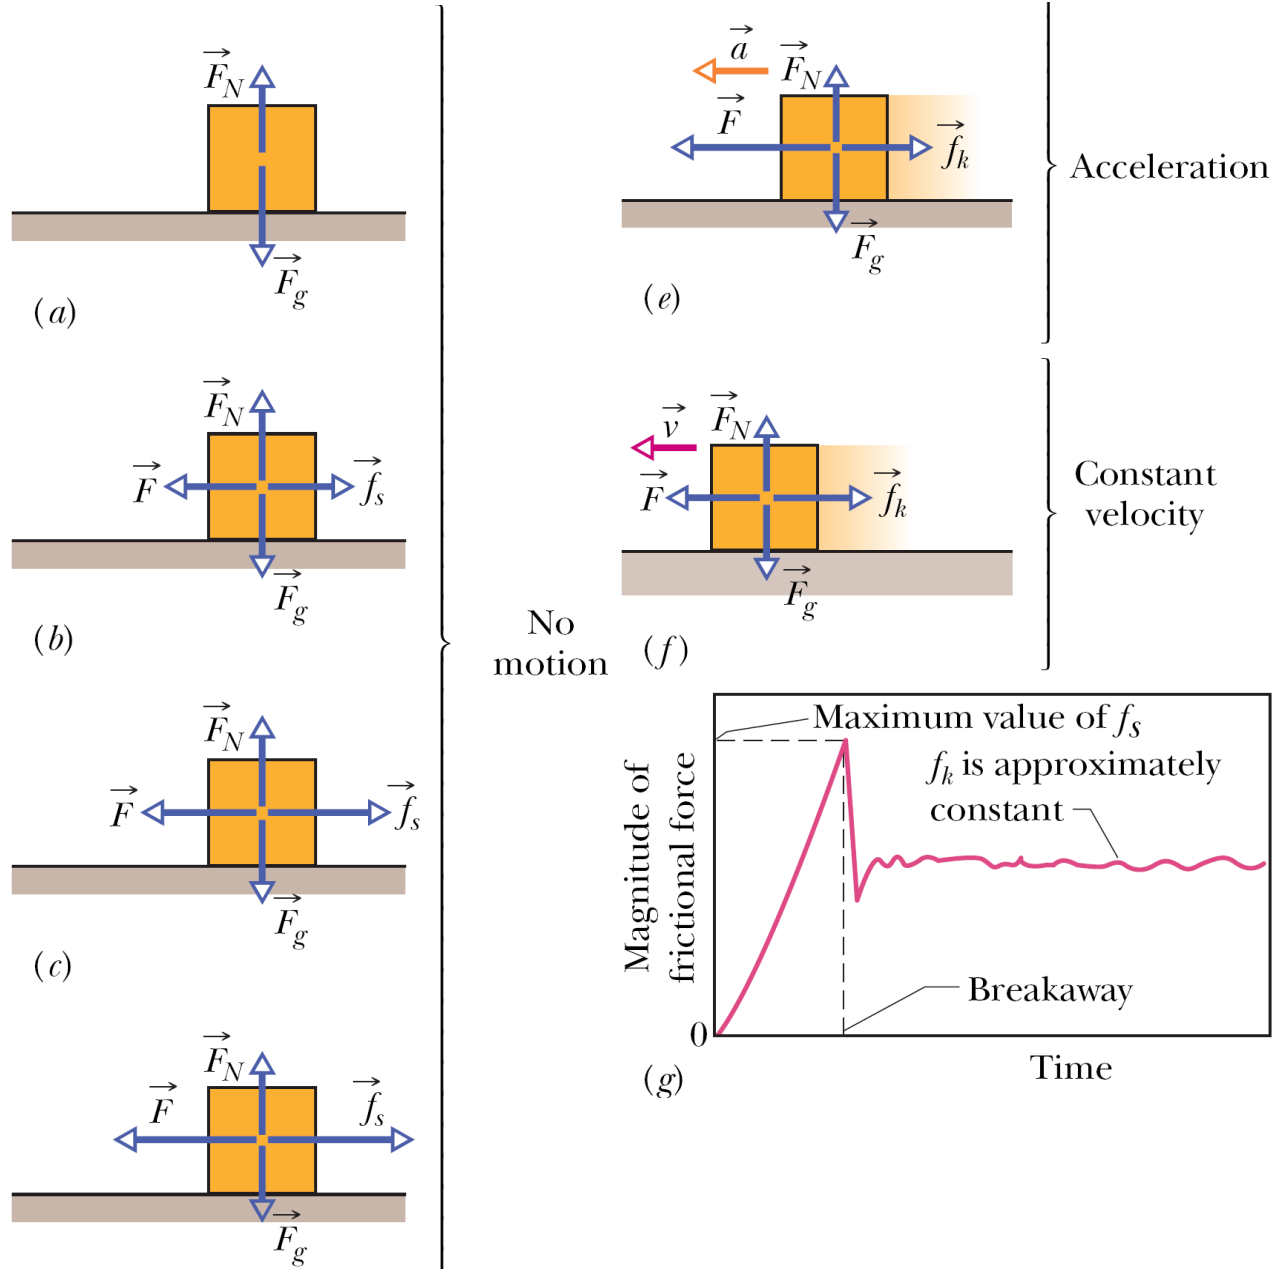 F_N
F_g
(a)
F_N
F
f_s
F_g
(b)
F_N
F
f_s
F_g
(c)
F_N
F
f_s
F_g
No
motion
a
F_N
F
f_k
F_g
(e)
Acceleration
v
F_N
F
f_k
F_g
(f)
Constant
velocity
Maximum value of f_s
f_k is approximately
constant
Magnitude of
frictional force
Breakaway
0
Time
(g)